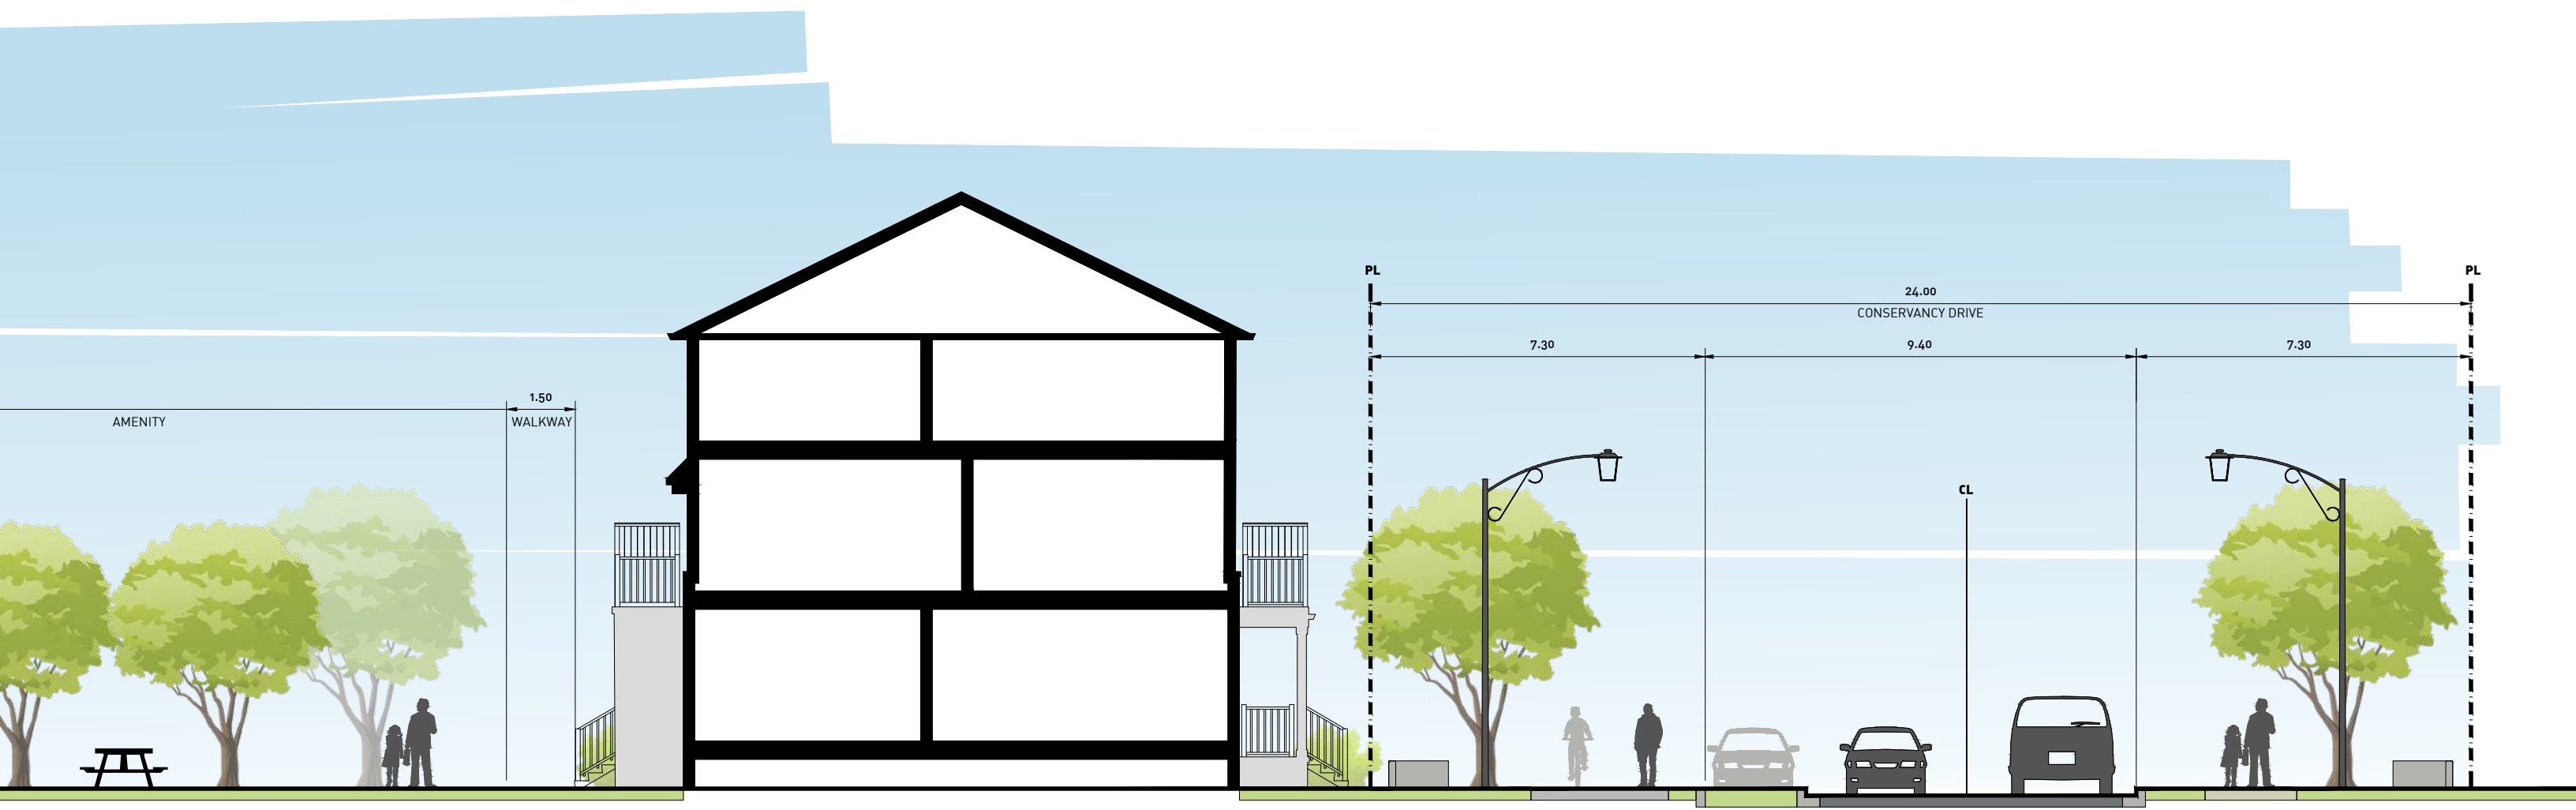 PL
PL
24.00
CONSERVANCY DRIVE
7.30
9.40
7.30
1.50
AMENITY
WALKWAY
CL